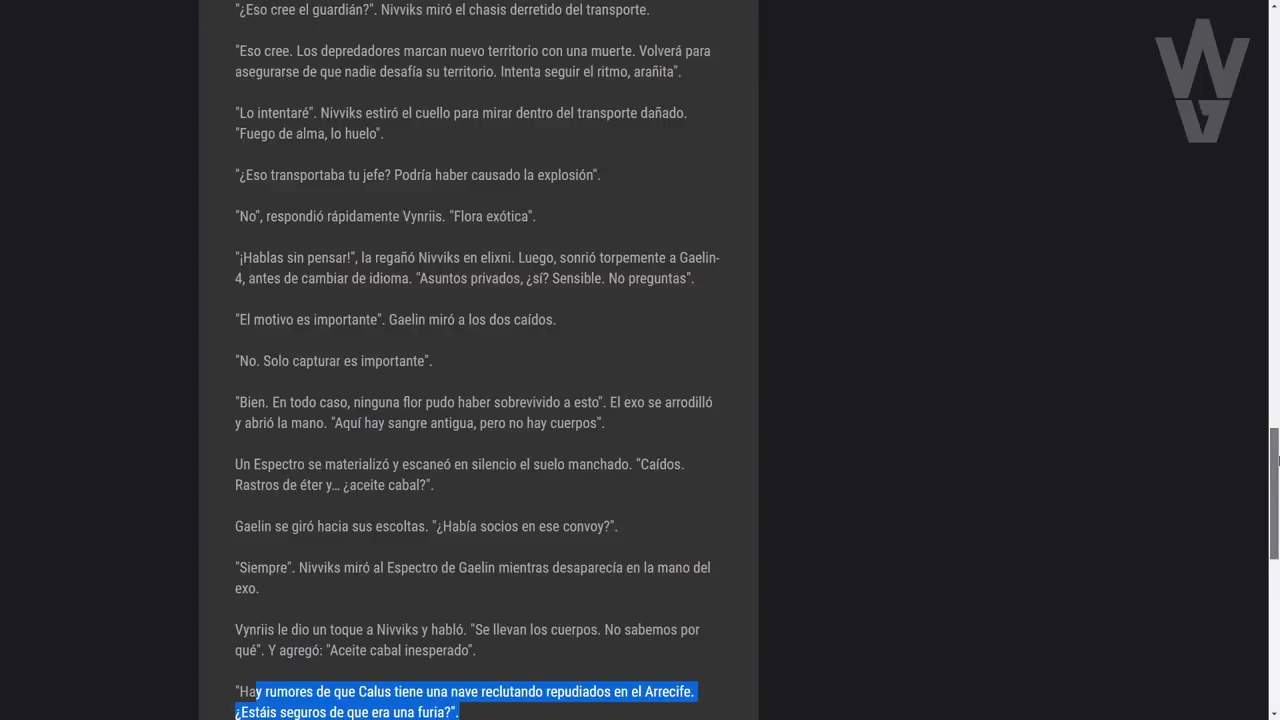 "¿Eso cree el guardián?". Nivviks miró el chasis derretido del transporte.
"Eso cree. Los depredadores marcan nuevo territorio con una muerte. Volverá para
asegurarse de que nadie desafía su territorio. Intenta seguir el ritmo, arañita".
"Lo intentaré". Nivviks estiró el cuello para mirar dentro del transporte dañado.
"Fuego de alma, lo huelo".
"¿Eso transportaba tu jefe? Podría haber causado la explosión".
"No", respondió rápidamente Vynriis. "Flora exótica".
"¡Hablas sin pensar!", la regañó Nivviks en elixni. Luego, sonrió torpemente a Gaelin-
4, antes de cambiar de idioma. "Asuntos privados, ¿sí? Sensible. No preguntas".
"El motivo es importante". Gaelin miró a los dos caídos.
"No. Solo capturar es importante".
"Bien. En todo caso, ninguna flor pudo haber sobrevivido a esto". El exo se arrodilló
y abrió la mano. "Aquí hay sangre antigua, pero no hay cuerpos".
Un Espectro se materializó y escaneó en silencio el suelo manchado. "Caídos.
Rastros de éter y… ¿aceite cabal?".
Gaelin se giró hacia sus escoltas. "¿Había socios en ese convoy?".
"Siempre". Nivviks miró al Espectro de Gaelin mientras desaparecía en la mano del
exo.
Vynriis le dio un toque a Nivviks y habló. "Se llevan los cuerpos. No sabemos por
qué". Y agregó: "Aceite cabal inesperado".
"Hay rumores de que Calus tiene una nave reclutando repudiados en el Arrecife.
¿Estáis seguros de que era una furia?".
WG